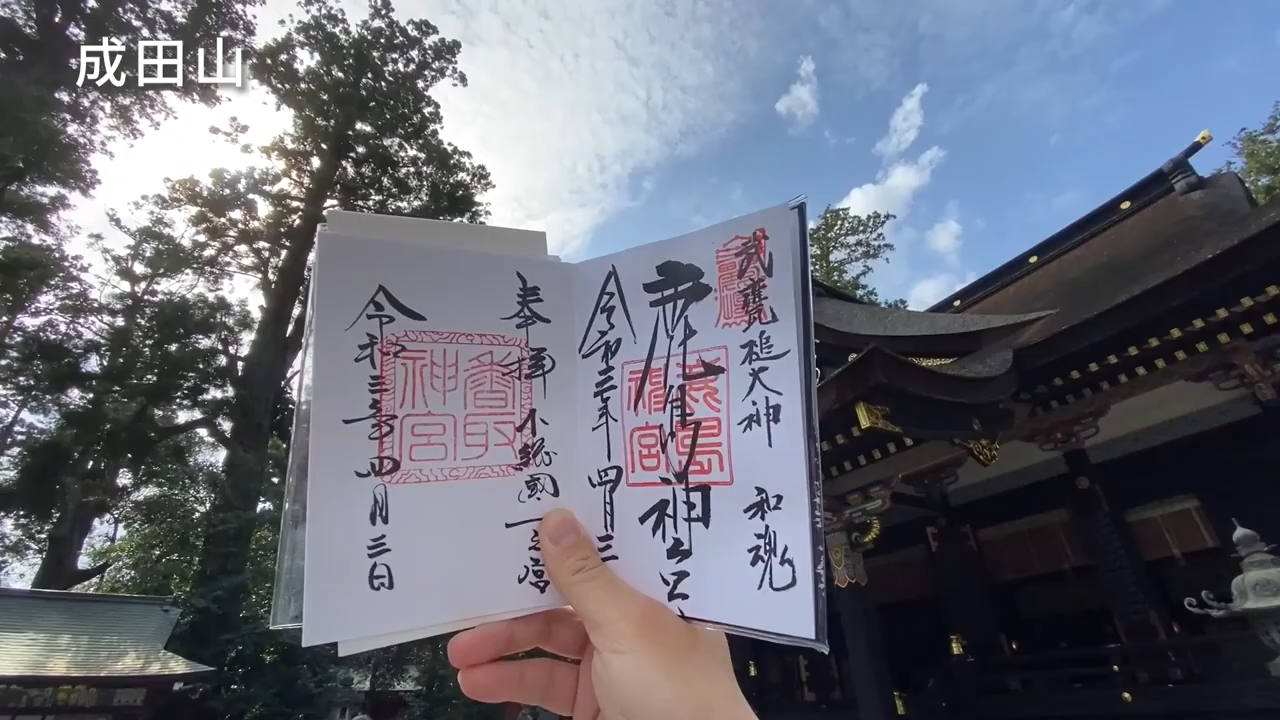 成田山
武甕槌大神 和魂
鹿島神宮
令和三年四月三
奉拝 下総國一之宮
香取神宮
令和三年四月三日